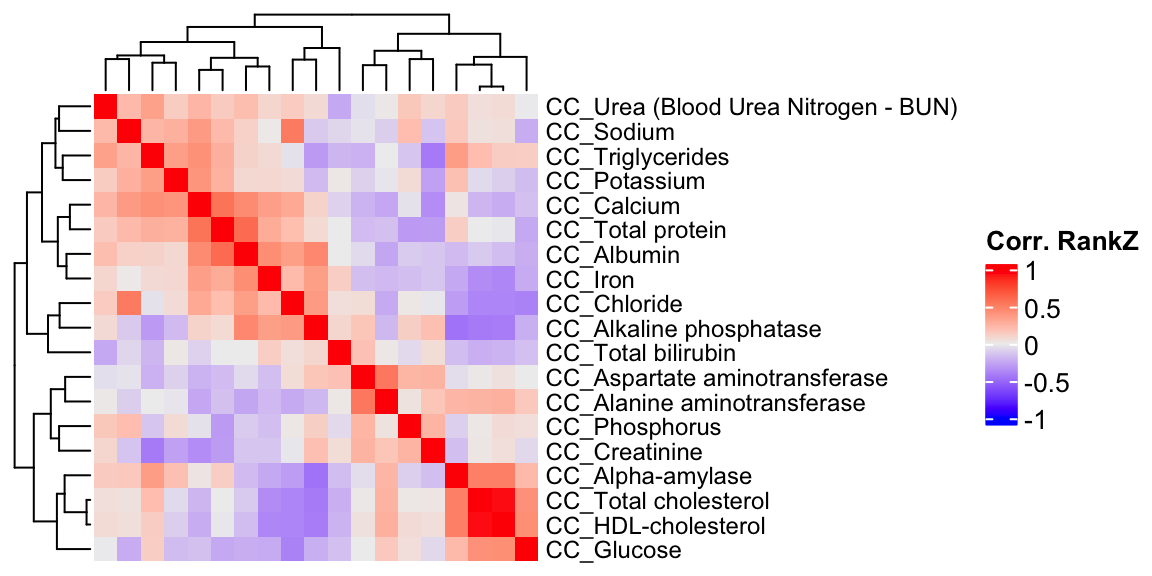 CC_Urea (Blood Urea Nitrogen - BUN)
CC_Sodium
CC_Triglycerides
CC_Potassium
CC_Calcium
CC_Total protein
CC_Albumin
CC_Iron
CC_Chloride
CC_Alkaline phosphatase
CC_Total bilirubin
CC_Aspartate aminotransferase
CC_Alanine aminotransferase
CC_Phosphorus
CC_Creatinine
CC_Alpha-amylase
CC_Total cholesterol
CC_HDL-cholesterol
CC_Glucose
Corr. RankZ
1
0.5
0
-0.5
-1